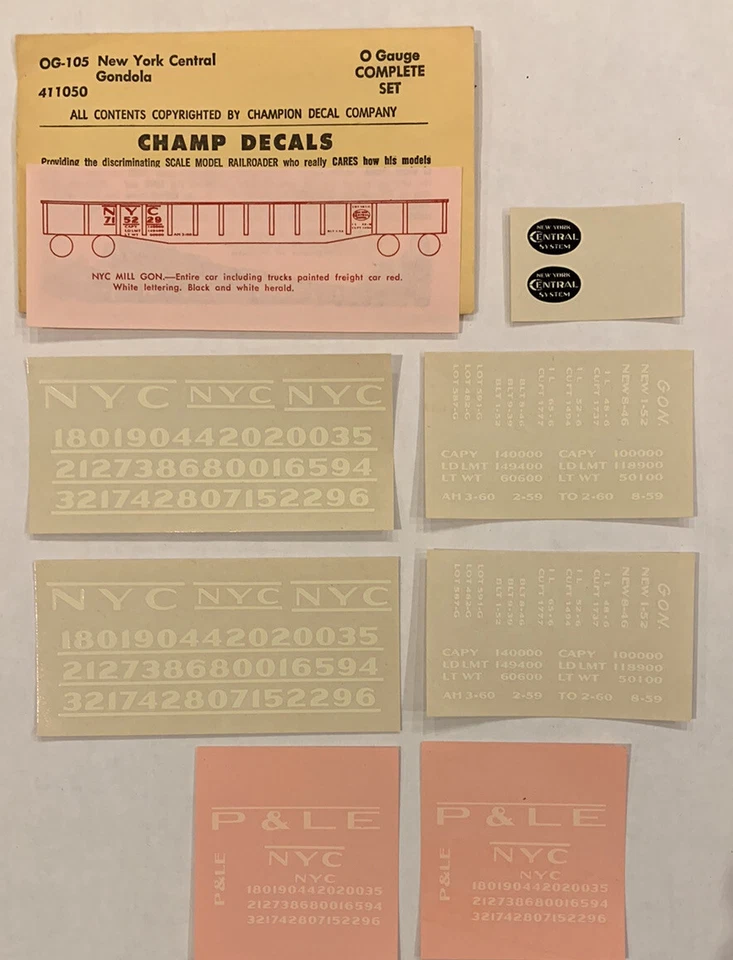 OG-105 New York Central
Gondola
411050
O Gauge
COMPLETE
SET
ALL CONTENTS COPYRIGHTED BY CHAMPION DECAL COMPANY
CHAMP DECALS
Providing the discriminating SCALE MODEL RAILROADER who really CARES how his models
NYC
715229
NYC MILL GON.—Entire car including trucks painted freight car red.
White lettering. Black and white herald.
NEW YORK
CENTRAL
SYSTEM
NEW YORK
CENTRAL
SYSTEM
NYC NYC NYC
180190442020035
212738680016594
321742807152296
GON.
NEW 1-52
NEW 8-46
CAPY 140000 CAPY 100000
LD LMT 149400 LD LMT 118900
LT WT 60600 LT WT 50100
AH 3-60 2-59 TO 2-60 8-59
NYC NYC NYC
180190442020035
212738680016594
321742807152296
GON.
NEW 1-52
NEW 8-46
CAPY 140000 CAPY 100000
LD LMT 149400 LD LMT 118900
LT WT 60600 LT WT 50100
AH 3-60 2-59 TO 2-60 8-59
P & LE
P & LE
NYC
NYC
180190442020035
212738680016594
321742807152296
P & LE
P & LE
NYC
NYC
180190442020035
212738680016594
321742807152296